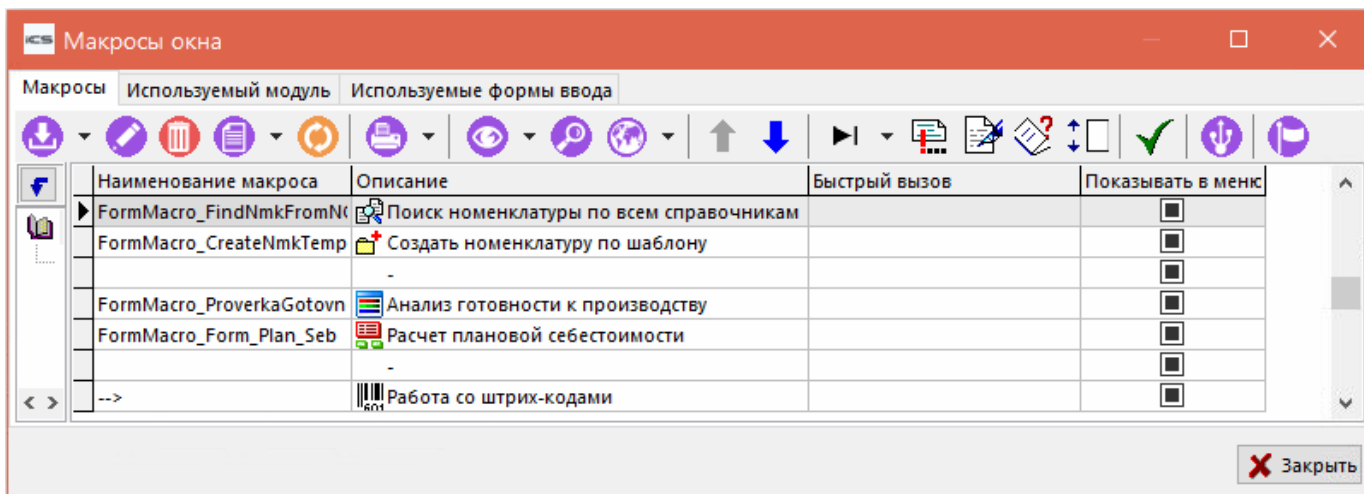 iCS Макросы окна
Макросы Используемый модуль Используемые формы ввода
Наименование макроса Описание Быстрый вызов Показывать в меню
FormMacro_FindNmkFromN Поиск номенклатуры по всем справочникам
FormMacro_CreateNmkTemp Создать номенклатуру по шаблону
-
FormMacro_ProverkaGotovn Анализ готовности к производству
FormMacro_Form_Plan_Seb Расчет плановой себестоимости
-
--> 601 Работа со штрих-кодами
Закрыть